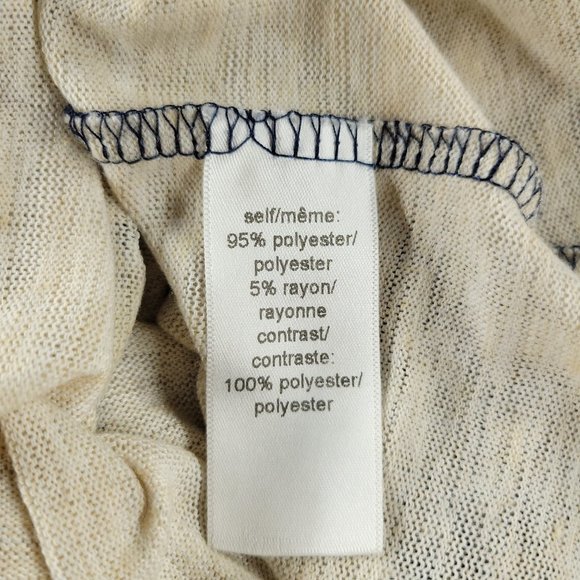 self/même:
95% polyester/
polyester
5% rayon/
rayonne
contrast/
contraste:
100% polyester/
polyester